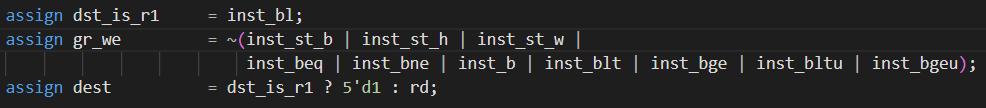 assign dst_is_r1     = inst_bl;
assign gr_we         = ~(inst_st_b | inst_st_h | inst_st_w |
                         inst_beq | inst_bne | inst_b | inst_blt | inst_bge | inst_bltu | inst_bgeu);
assign dest          = dst_is_r1 ? 5'd1 : rd;